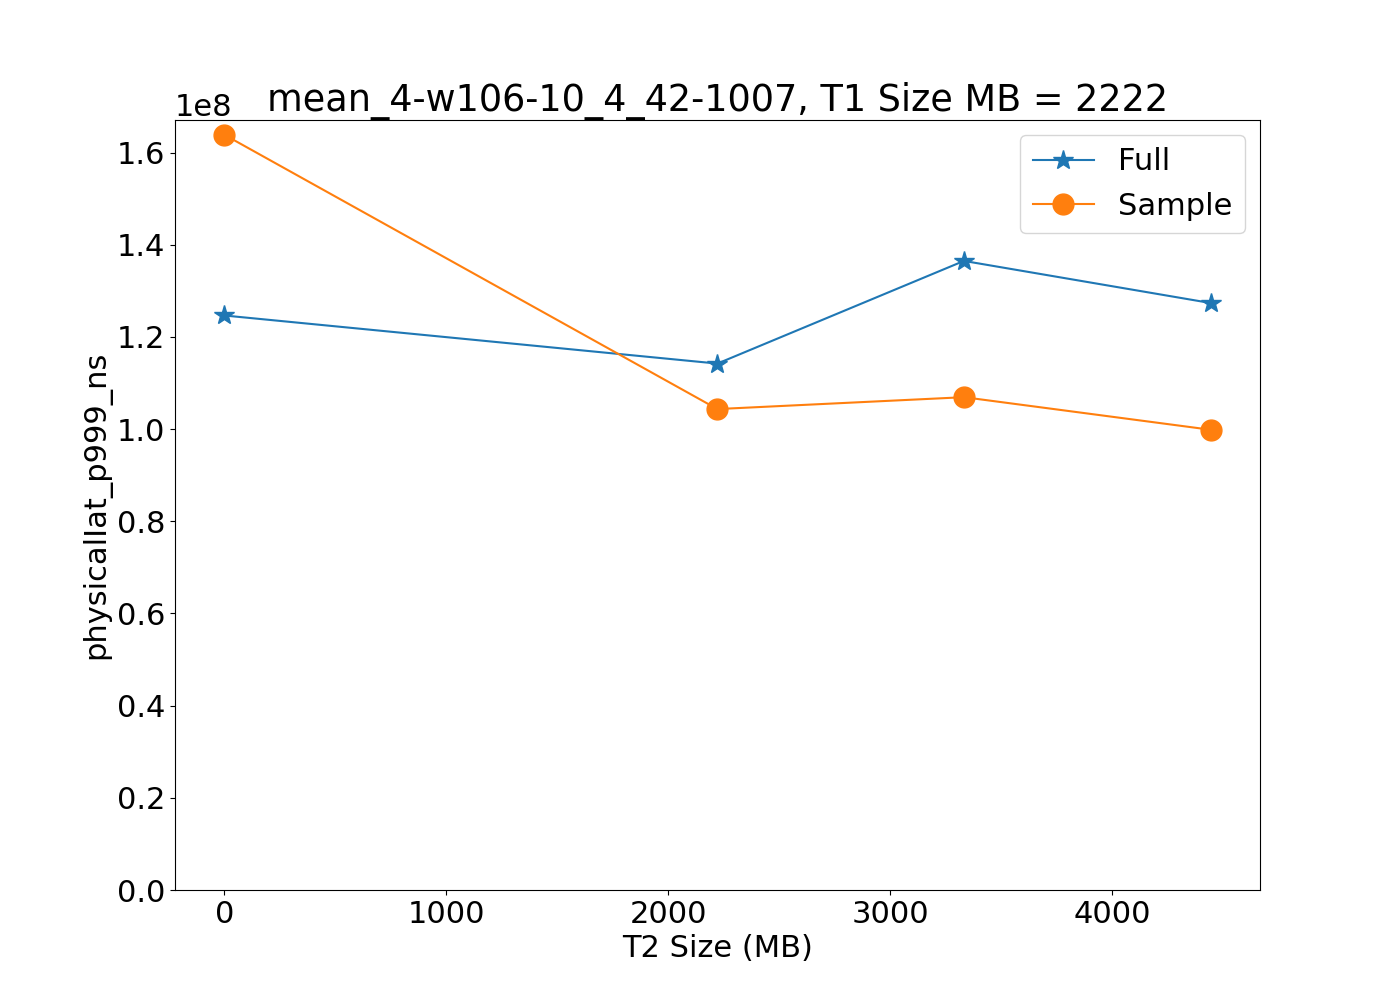 mean_4-w106-10_4_42-1007, T1 Size MB = 2222
1e8
Full
Sample
1.6
1.4
1.2
1.0
0.8
0.6
0.4
0.2
0.0
physicallat_p999_ns
0 1000 2000 3000 4000
T2 Size (MB)